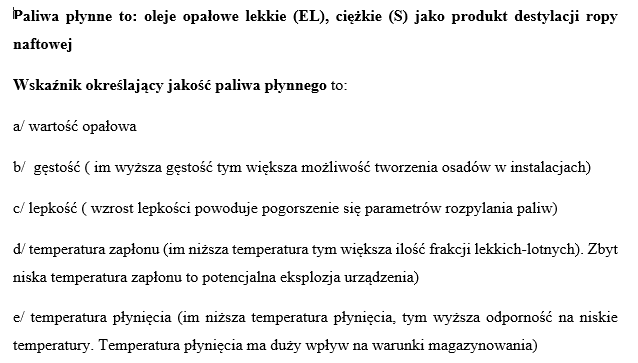 Paliwa płynne to: oleje opałowe lekkie (EL), ciężkie (S) jako produkt destylacji ropy
naftowej
Wskaźnik określający jakość paliwa płynnego to:
a/ wartość opałowa
b/ gęstość ( im wyższa gęstość tym większa możliwość tworzenia osadów w instalacjach)
c/ lepkość ( wzrost lepkości powoduje pogorszenie się parametrów rozpylania paliw)
d/ temperatura zapłonu (im niższa temperatura tym większa ilość frakcji lekkich-lotnych). Zbyt
niska temperatura zapłonu to potencjalna eksplozja urządzenia)
e/ temperatura płynięcia (im niższa temperatura płynięcia, tym wyższa odporność na niskie
temperatury. Temperatura płynięcia ma duży wpływ na warunki magazynowania)